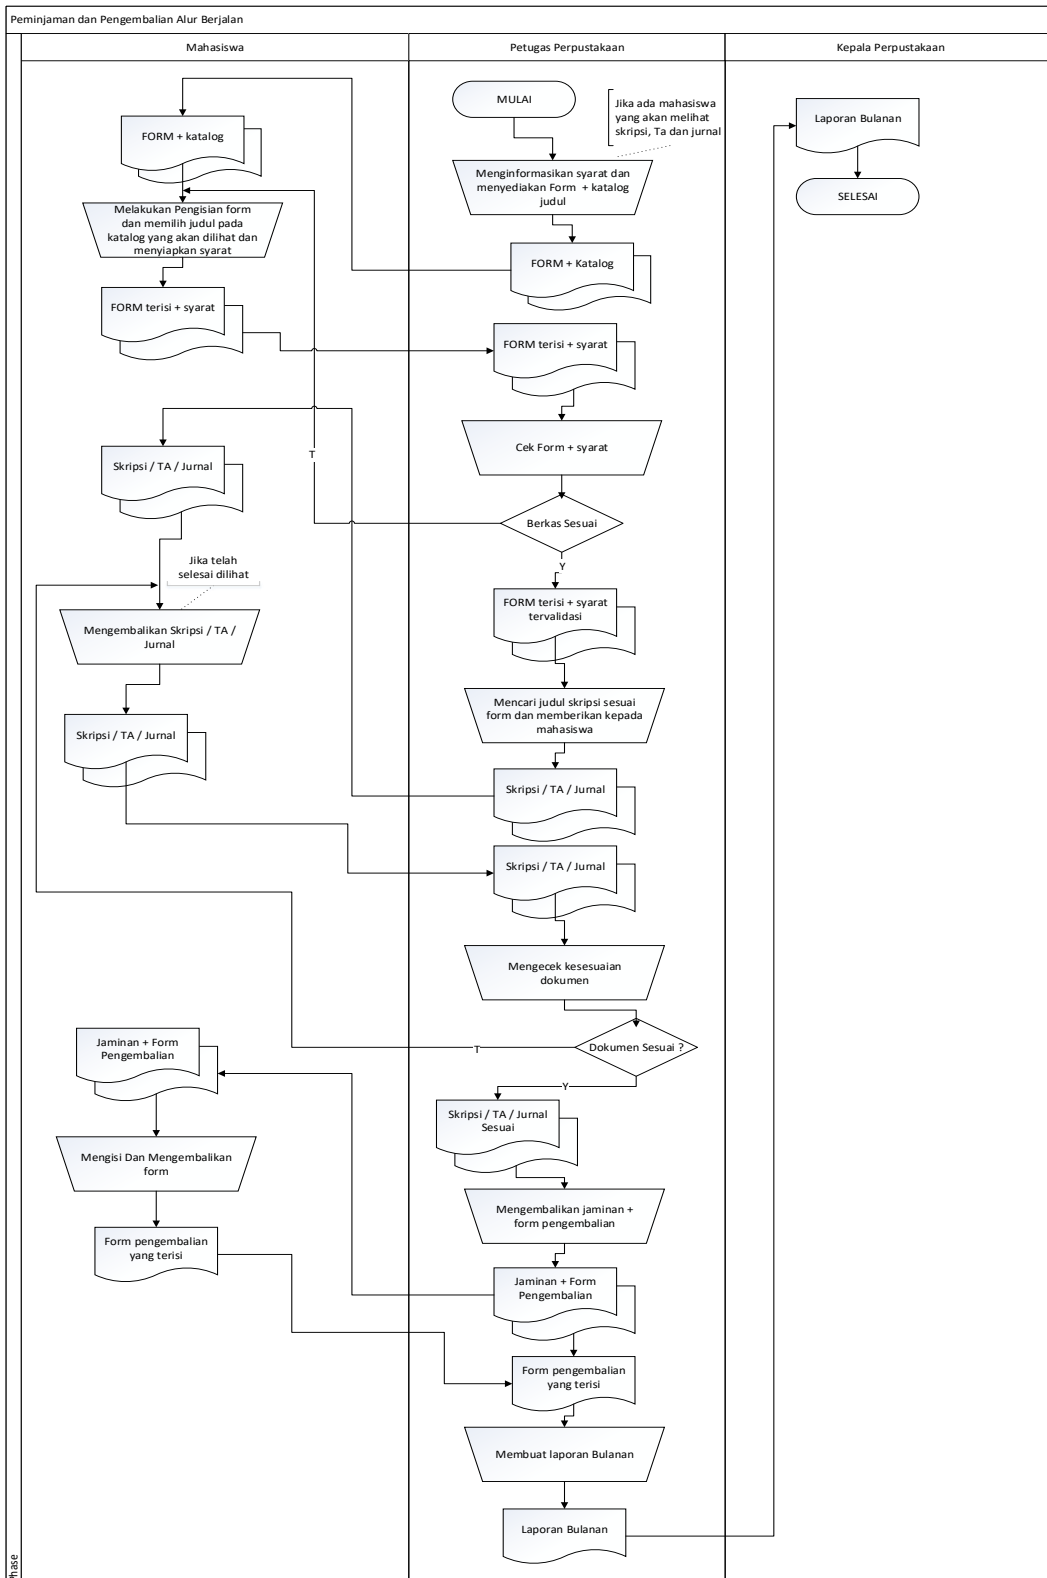 Peminjaman dan Pengembalian Alur Berjalan
Mahasiswa
Petugas Perpustakaan
Kepala Perpustakaan
MULAI
Jika ada mahasiswa
yang akan melihat
skripsi, Ta dan jurnal
Laporan Bulanan
FORM + katalog
Menginformasikan syarat dan
menyediakan Form + katalog
judul
SELESAI
Melakukan Pengisian form
dan memilih judul pada
katalog yang akan dilihat dan
menyiapkan syarat
FORM + Katalog
FORM terisi + syarat
FORM terisi + syarat
Cek Form + syarat
T
Skripsi / TA / Jurnal
Berkas Sesuai
Y
Jika telah
selesai dilihat
FORM terisi + syarat
tervalidasi
Mengembalikan Skripsi / TA /
Jurnal
Mencari judul skripsi sesuai
form dan memberikan kepada
mahasiswa
Skripsi / TA / Jurnal
Skripsi / TA / Jurnal
Skripsi / TA / Jurnal
Mengecek kesesuaian
dokumen
Dokumen Sesuai ?
T
Y
Jaminan + Form
Pengembalian
Skripsi / TA / Jurnal
Sesuai
Mengisi Dan Mengembalikan
form
Mengembalikan jaminan +
form pengembalian
Form pengembalian
yang terisi
Jaminan + Form
Pengembalian
Form pengembalian
yang terisi
Membuat laporan Bulanan
Laporan Bulanan
Phase